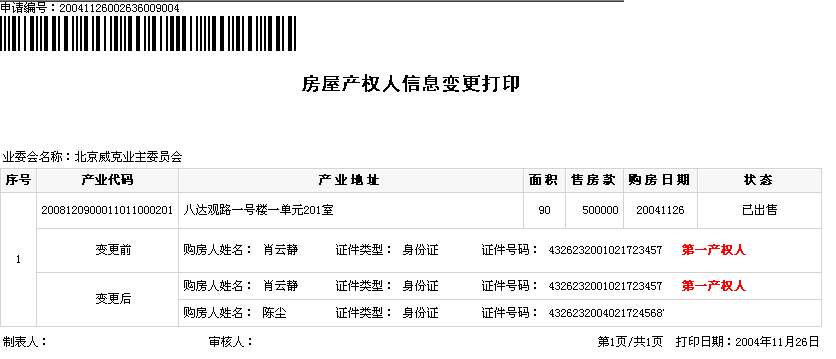 申请编号：20041126002636009004
房屋产权人信息变更打印
业委会名称：北京威克业主委员会
序号 产业代码 产业地址 面积 售房款 购房日期 状态
2008120900011011000201 八达观路一号楼一单元201室 90 500000 20041126 已出售
1
变更前 购房人姓名： 肖云静 证件类型： 身份证 证件号码： 4326232001021723457 第一产权人
变更后
购房人姓名： 肖云静 证件类型： 身份证 证件号码： 4326232001021723457 第一产权人
购房人姓名： 陈尘 证件类型： 身份证 证件号码： 4326232004021724568'
制表人： 审核人： 第1页/共1页 打印日期：2004年11月26日